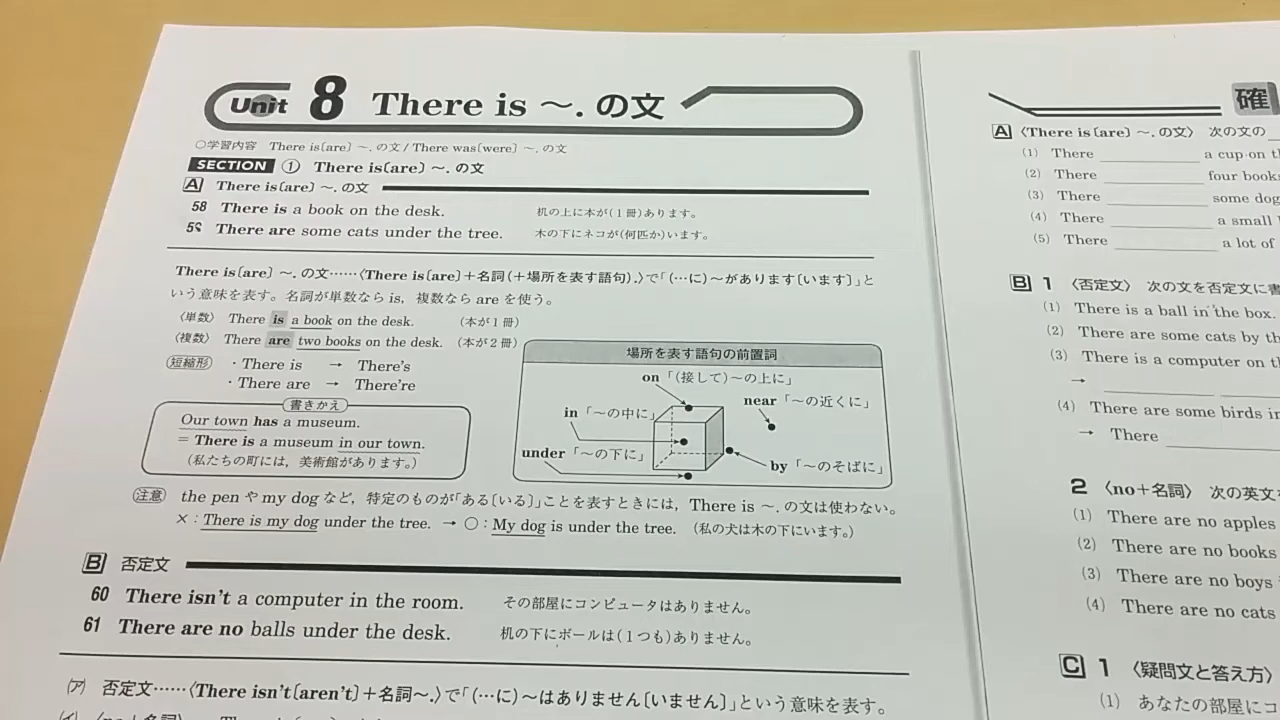 Unit 8 There is ～. の文
○学習内容 There is〔are〕～. の文 / There was〔were〕～. の文
SECTION ① There is〔are〕～. の文
A There is〔are〕～. の文
58 There is a book on the desk. 机の上に本が(1冊)あります。
There are some cats under the tree. 木の下にネコが(何匹か)います。
There is〔are〕～. の文……〈There is〔are〕＋名詞(＋場所を表す語句).〉で「(…に)～があります〔います〕」と
いう意味を表す。名詞が単数なら is, 複数なら are を使う。
〈単数〉 There is a book on the desk. (本が1冊)
〈複数〉 There are two books on the desk. (本が2冊)
短縮形 ・There is → There's
・There are → There're
書きかえ
Our town has a museum.
= There is a museum in our town.
(私たちの町には, 美術館があります。)
場所を表す語句の前置詞
on「(接して)～の上に」
near「～の近くに」
in「～の中に」
under「～の下に」
by「～のそばに」
注意 the pen や my dog など, 特定のものが「ある〔いる〕」ことを表すときには, There is ～. の文は使わない。
×: There is my dog under the tree. → ○: My dog is under the tree. (私の犬は木の下にいます。)
B 否定文
60 There isn't a computer in the room. その部屋にコンピュータはありません。
61 There are no balls under the desk. 机の下にボールは(1つも)ありません。
(ア) 否定文……〈There isn't〔aren't〕＋名詞～.〉で「(…に)～はありません〔いません〕」という意味を表す。
確
A 〈There is〔are〕～. の文〉 次の文の
(1) There ＿＿＿ a cup on
(2) There ＿＿＿ four books
(3) There ＿＿＿ some dog
(4) There ＿＿＿ a small
(5) There ＿＿＿ a lot of
B 1 〈否定文〉 次の文を否定文に
(1) There is a ball in the box.
(2) There are some cats by
(3) There is a computer on
→ ＿＿＿
(4) There are some birds
→ There ＿＿＿
2 〈no＋名詞〉 次の英文
(1) There are no apples
(2) There are no books
(3) There are no boys
(4) There are no cats
C 1 〈疑問文と答え方〉
(1) あなたの部屋にコ